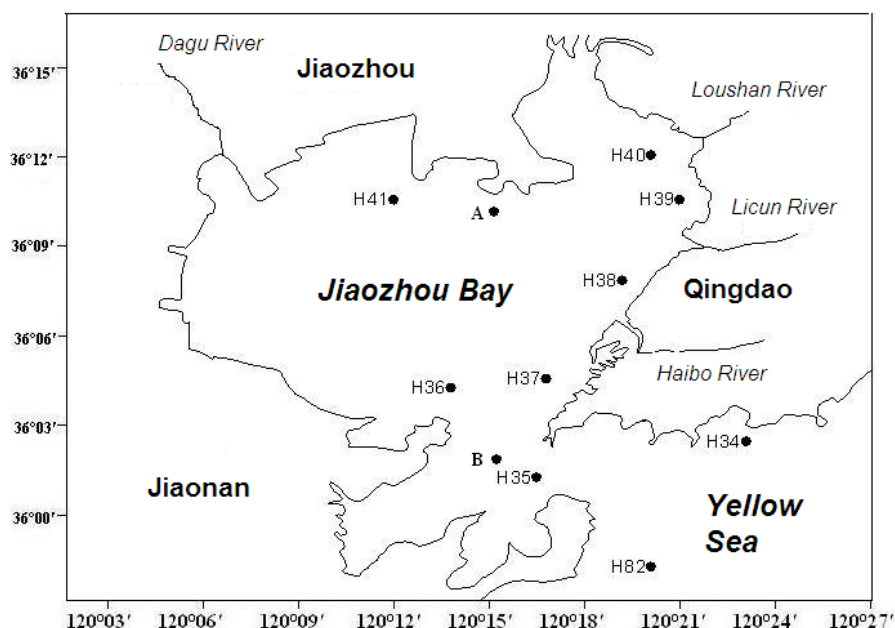 Dagu River
36°15′
Jiaozhou
Loushan River
36°12′
H40
H41
H39
A
Licun River
36°09′
H38
Jiaozhou Bay
Qingdao
36°06′
H37
H36
Haibo River
36°03′
H34
B
H35
Jiaonan
Yellow
Sea
36°00′
H82
120°03′ 120°06′ 120°09′ 120°12′ 120°15′ 120°18′ 120°21′ 120°24′ 120°27′